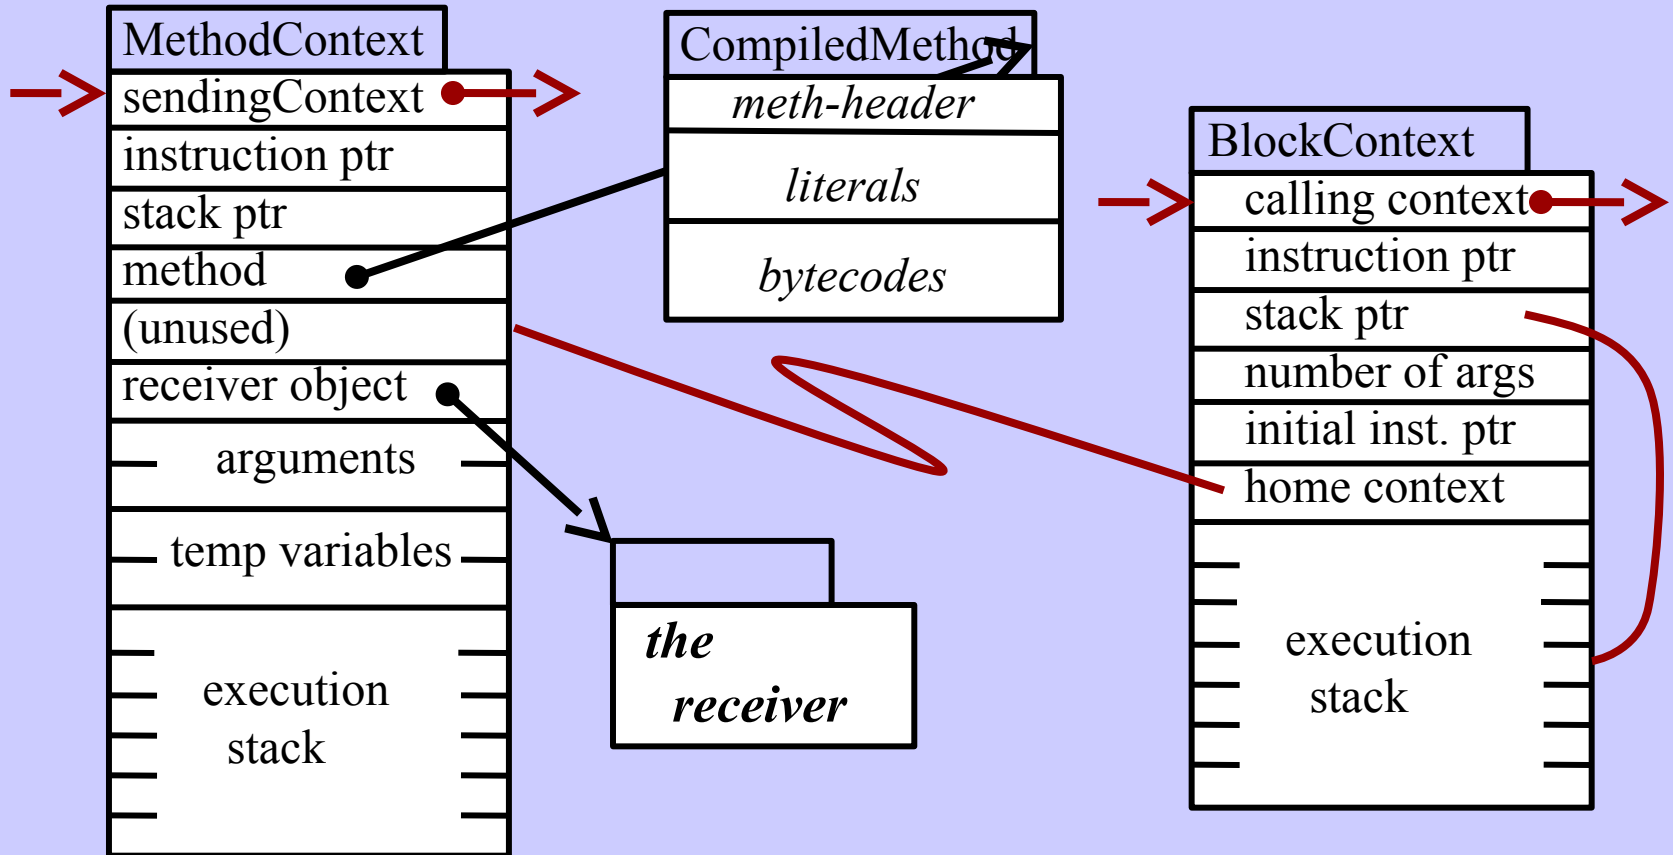 MethodContext
sendingContext
instruction ptr
stack ptr
method
(unused)
receiver object
arguments
temp variables
execution
stack
CompiledMethod
meth-header
literals
bytecodes
the
receiver
BlockContext
calling context
instruction ptr
stack ptr
number of args
initial inst. ptr
home context
execution
stack